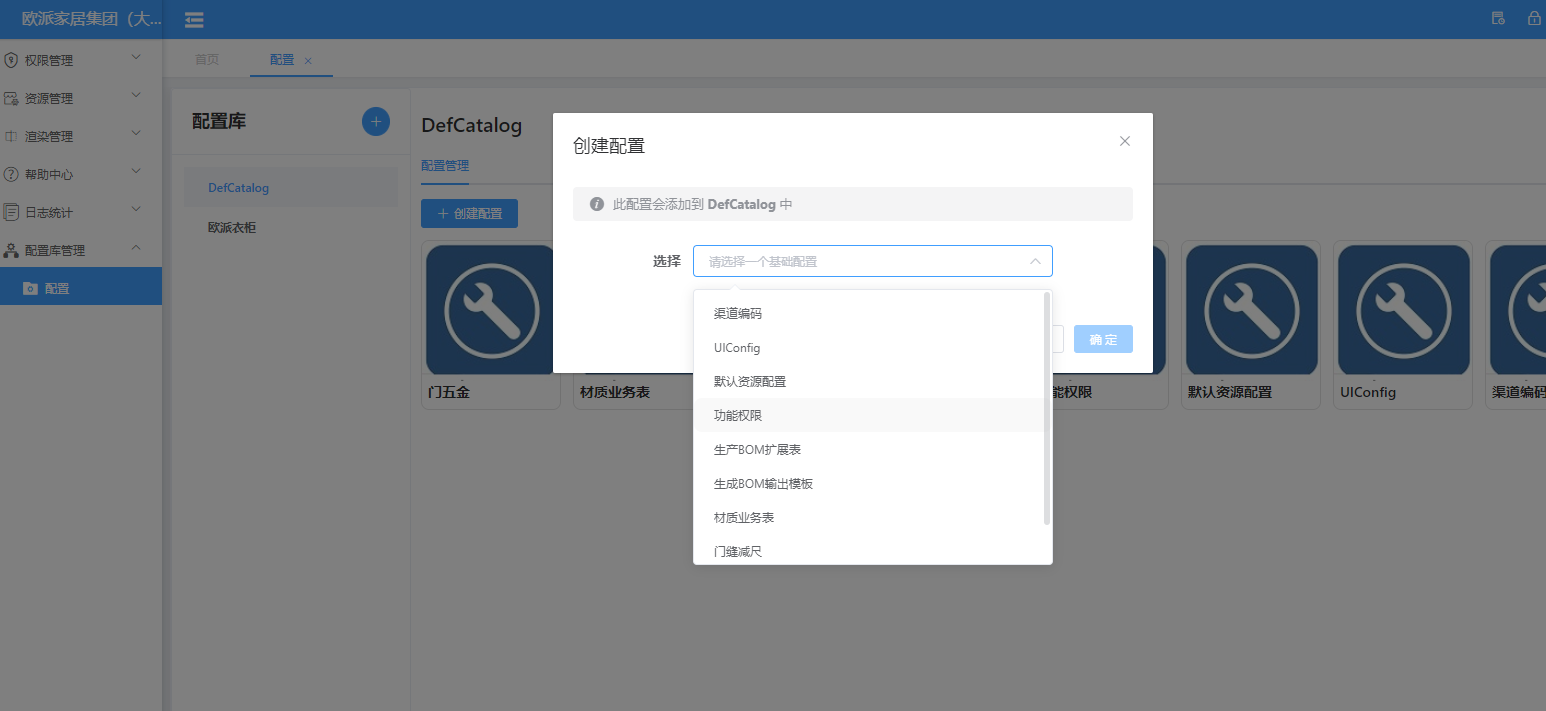 欧派家居集团（大...
权限管理
资源管理
渲染管理
帮助中心
日志统计
配置库管理
配置
首页
配置
配置库
DefCatalog
欧派衣柜
DefCatalog
配置管理
创建配置
创建配置
此配置会添加到 DefCatalog 中
选择
请选择一个基础配置
确 定
渠道编码
UIConfig
默认资源配置
功能权限
生产BOM扩展表
生成BOM输出模板
材质业务表
门缝减尺
门五金
材质业务表
能权限
默认资源配置
UIConfig
渠道编码